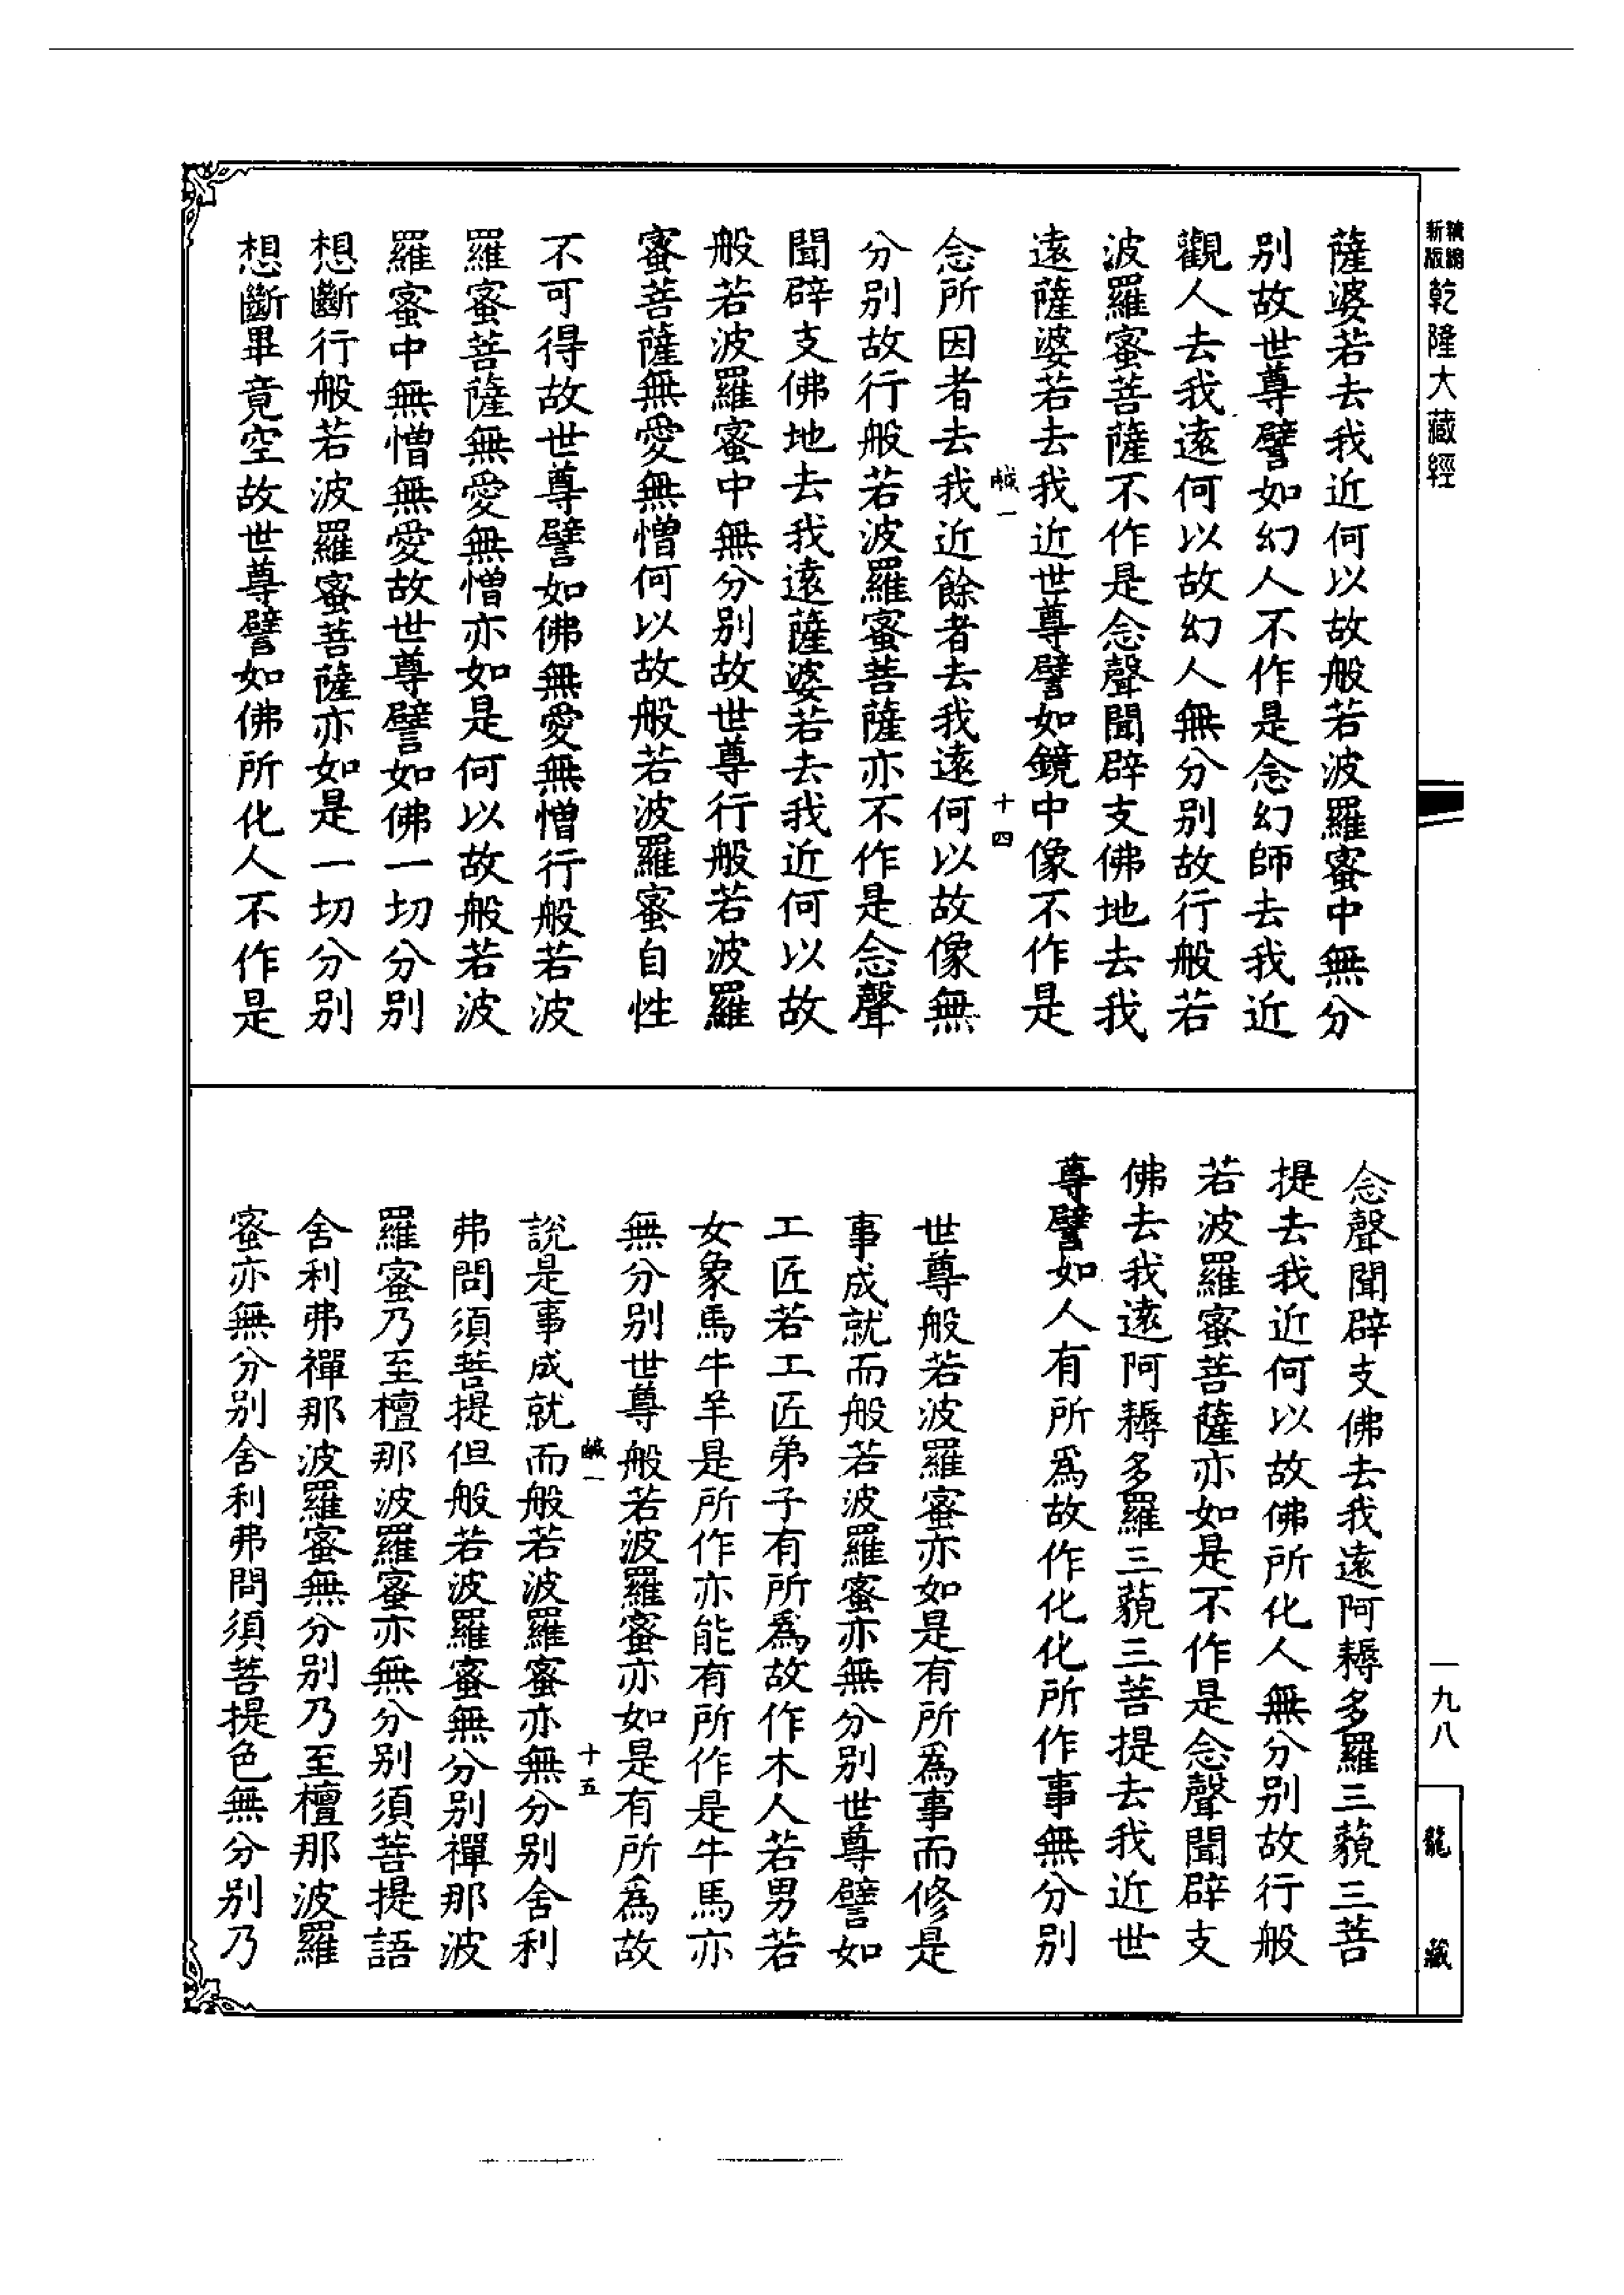 精縮新版乾隆大藏經
薩婆若去我近何以故般若波羅蜜中無分
别故世尊譬如幻人不作是念幻師去我近
觀人去我遠何以故幻人無分别故行般若
波羅蜜菩薩不作是念聲聞辟支佛地去我
遠薩婆若去我近世尊譬如鏡中像不作是
鹹一 十四
念所因者去我近餘者去我遠何以故像無
分别故行般若波羅蜜菩薩亦不作是念聲
聞辟支佛地去我遠薩婆若去我近何以故
般若波羅蜜中無分别故世尊行般若波羅
蜜菩薩無愛無憎何以故般若波羅蜜自性
不可得故世尊譬如佛無愛無憎行般若波
羅蜜菩薩無愛無憎亦如是何以故般若波
羅蜜中無憎無愛故世尊譬如佛一切分别
想斷行般若波羅蜜菩薩亦如是一切分别
想斷畢竟空故世尊譬如佛所化人不作是
念聲聞辟支佛去我遠阿耨多羅三藐三菩
提去我近何以故佛所化人無分别故行般
若波羅蜜菩薩亦如是不作是念聲聞辟支
佛去我遠阿耨多羅三藐三菩提去我近世
尊譬如人有所爲故作化化所作事無分别
世尊般若波羅蜜亦如是有所爲事而修是
事成就而般若波羅蜜亦無分别世尊譬如
工匠若工匠弟子有所爲故作木人若男若
女象馬牛羊是所作亦能有所作是牛馬亦
無分别世尊般若波羅蜜亦如是有所爲故
鹹一 十五
說是事成就而般若波羅蜜亦無分别舍利
弗問須菩提但般若波羅蜜無分别禪那波
羅蜜乃至檀那波羅蜜亦無分别須菩提語
舍利弗禪那波羅蜜無分别乃至檀那波羅
蜜亦無分别舍利弗問須菩提色無分别乃
一九八
龍藏